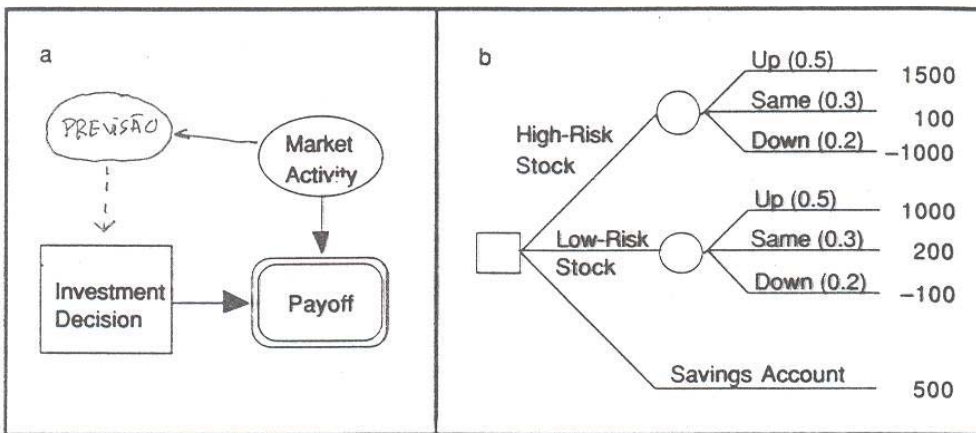 a
PREVISÃO
Market
Activity
Investment
Decision
Payoff
b
Up (0.5)
1500
Same (0.3)
100
Down (0.2)
-1000
High-Risk
Stock
Up (0.5)
1000
Low-Risk
Stock
Same (0.3)
200
Down (0.2)
-100
Savings Account
500